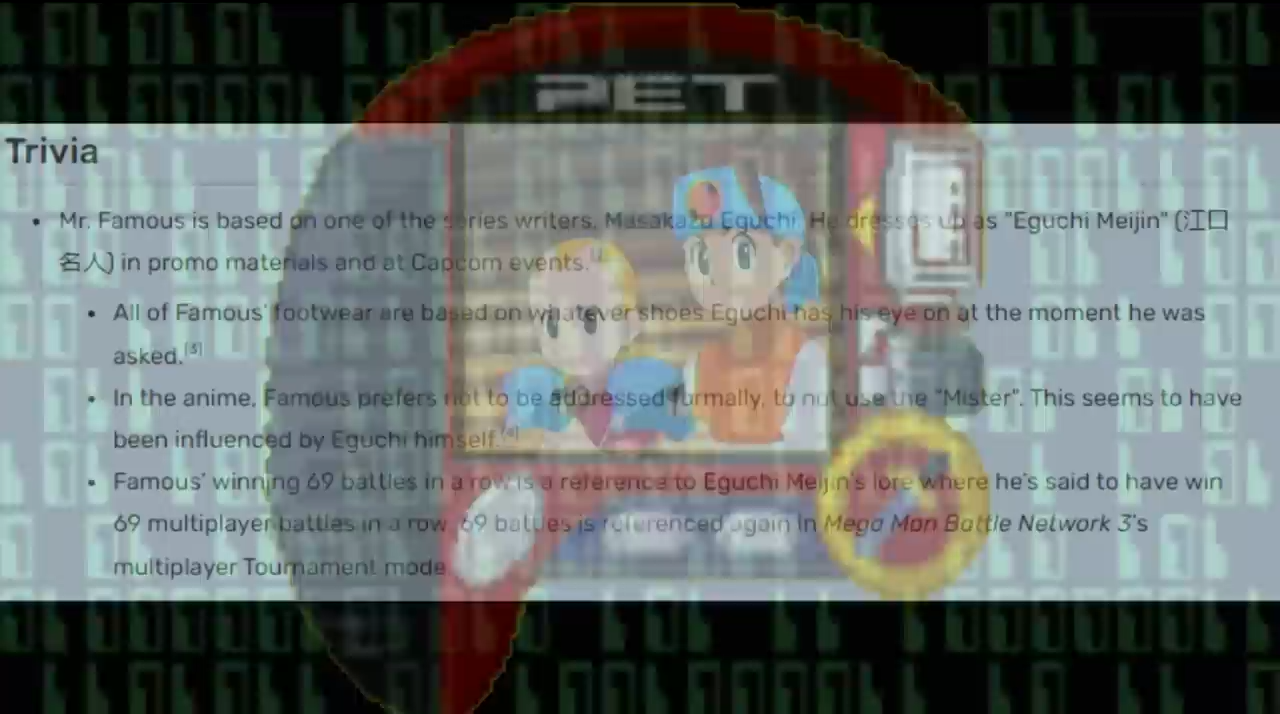 PET
Trivia
Mr. Famous is based on one of the series writers, Masakazu Eguchi. He dresses up as "Eguchi Meijin" (江口
名人) in promo materials and at Capcom events.
All of Famous' footwear are based on whatever shoes Eguchi has his eye on at the moment he was
asked.[3]
In the anime, Famous prefers not to be addressed formally, to not use the "Mister". This seems to have
been influenced by Eguchi himself.[4]
Famous' winning 69 battles in a row is a reference to Eguchi Meijin's lore where he's said to have win
69 multiplayer battles in a row. 69 battles is referenced again in Mega Man Battle Network 3's
multiplayer Tournament mode.